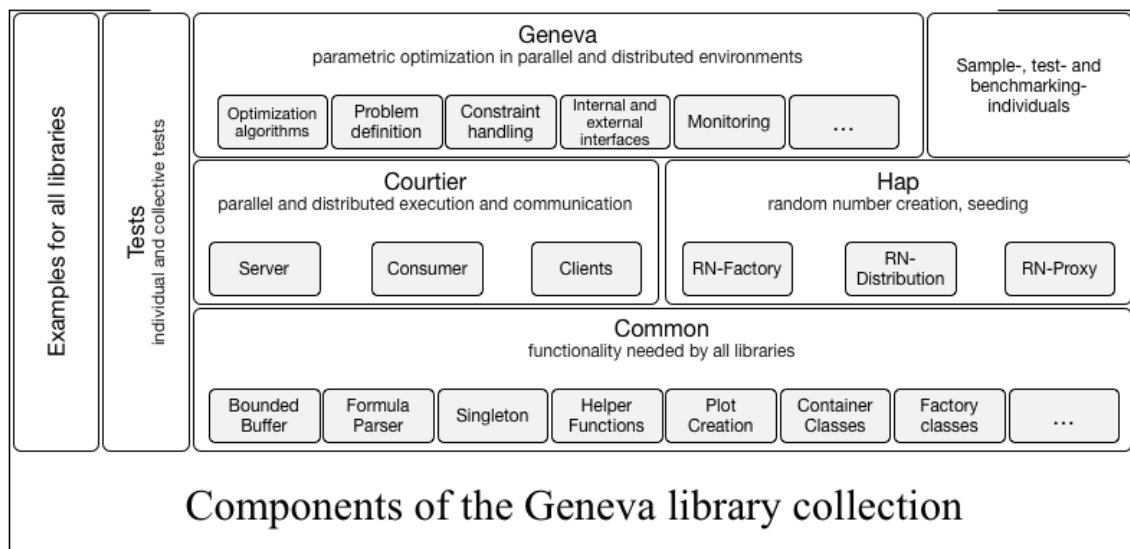 Examples for all libraries
Tests
individual and collective tests
Geneva
parametric optimization in parallel and distributed environments
Optimization
algorithms
Problem
definition
Constraint
handling
Internal and
external
interfaces
Monitoring
...
Sample-, test- and
benchmarking-
individuals
Courtier
parallel and distributed execution and communication
Server
Consumer
Clients
Hap
random number creation, seeding
RN-Factory
RN-
Distribution
RN-Proxy
Common
functionality needed by all libraries
Bounded
Buffer
Formula
Parser
Singleton
Helper
Functions
Plot
Creation
Container
Classes
Factory
classes
...
Components of the Geneva library collection